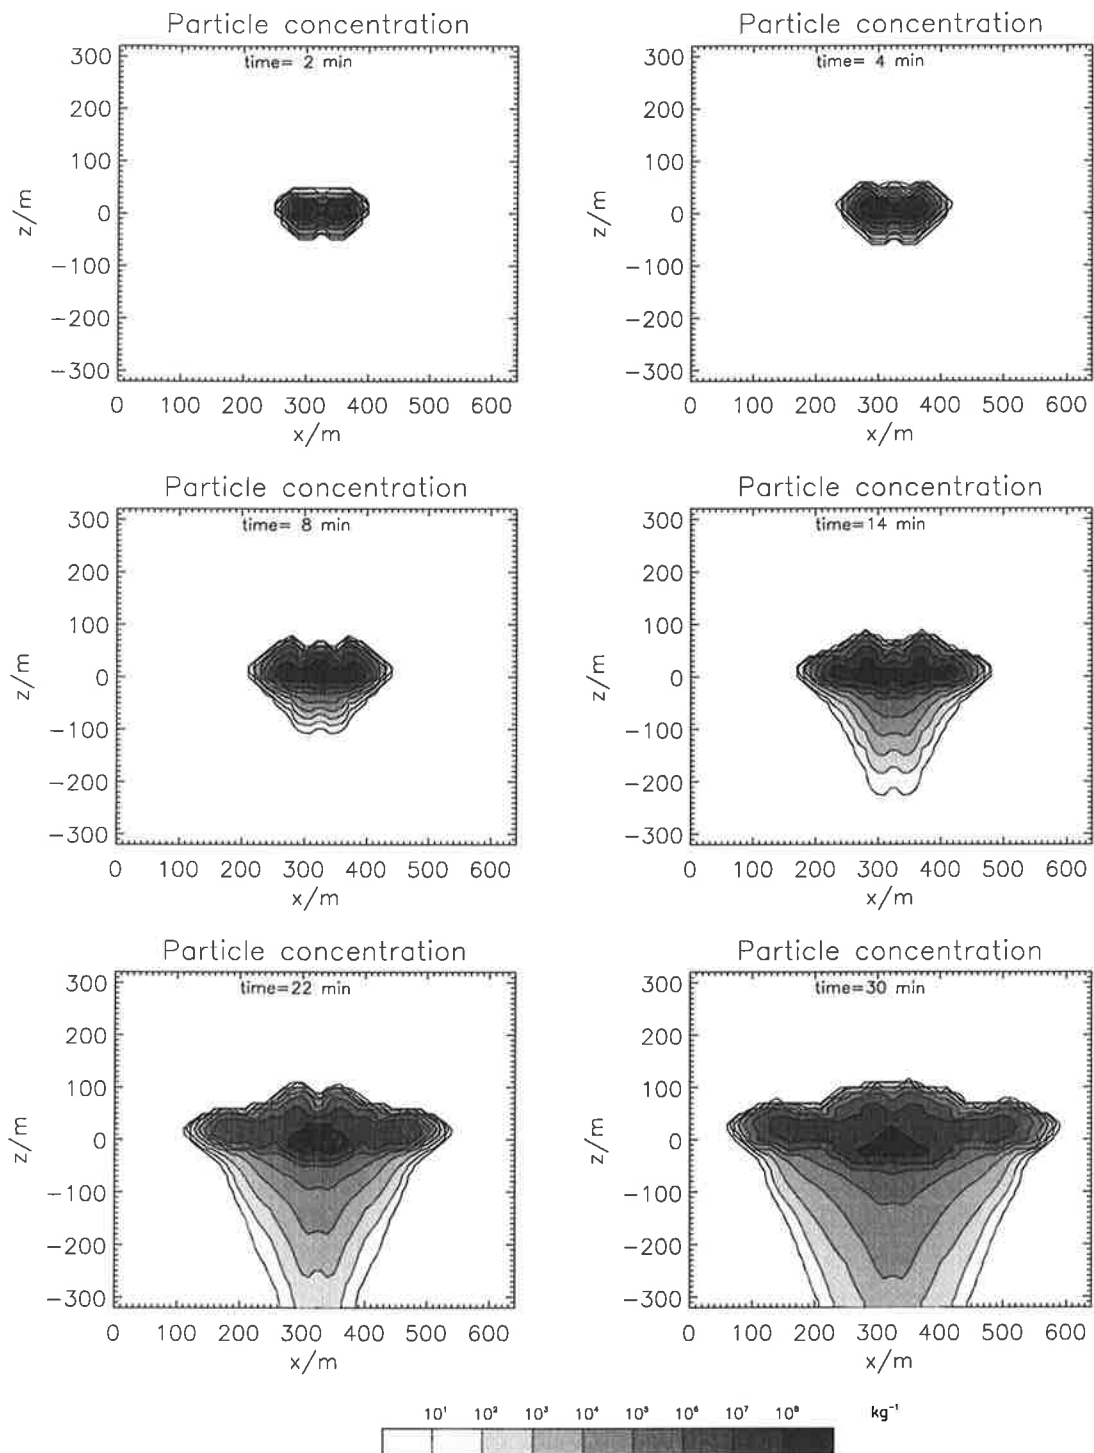 Particle concentration
time= 2 min
300
200
100
0
−100
−200
−300
z/m
0 100 200 300 400 500 600
x/m
Particle concentration
time= 4 min
300
200
100
0
−100
−200
−300
z/m
0 100 200 300 400 500 600
x/m
Particle concentration
time= 8 min
300
200
100
0
−100
−200
−300
z/m
0 100 200 300 400 500 600
x/m
Particle concentration
time=14 min
300
200
100
0
−100
−200
−300
z/m
0 100 200 300 400 500 600
x/m
Particle concentration
time=22 min
300
200
100
0
−100
−200
−300
z/m
0 100 200 300 400 500 600
x/m
Particle concentration
time=30 min
300
200
100
0
−100
−200
−300
z/m
0 100 200 300 400 500 600
x/m
10¹ 10² 10³ 10⁴ 10⁵ 10⁶ 10⁷ 10⁸ kg⁻¹